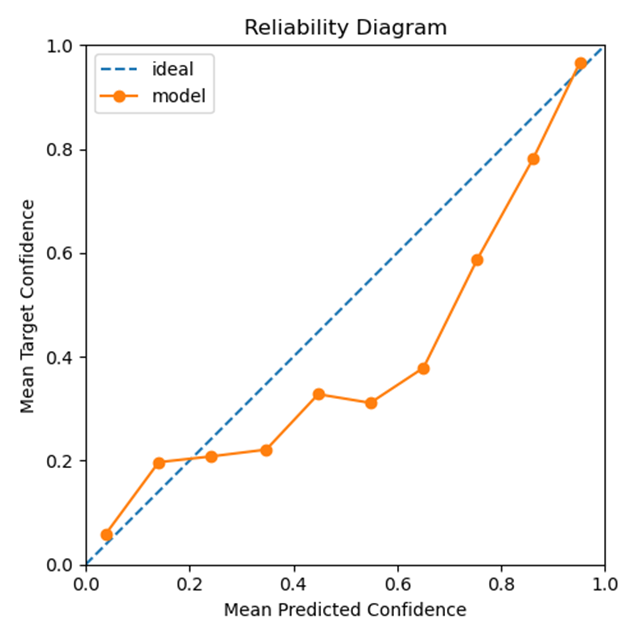 Reliability Diagram
ideal
model
1.0
0.8
0.6
0.4
0.2
0.0
Mean Target Confidence
0.0 0.2 0.4 0.6 0.8 1.0
Mean Predicted Confidence